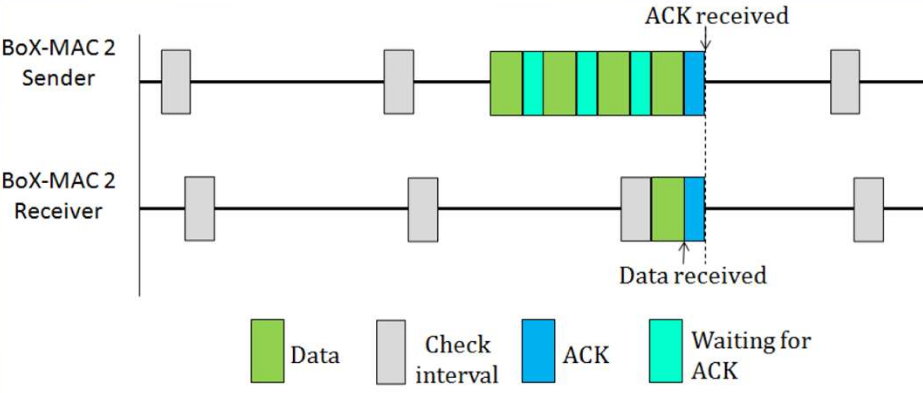 ACK received
BoX-MAC 2
Sender
BoX-MAC 2
Receiver
Data received
Data
Check
interval
ACK
Waiting for
ACK